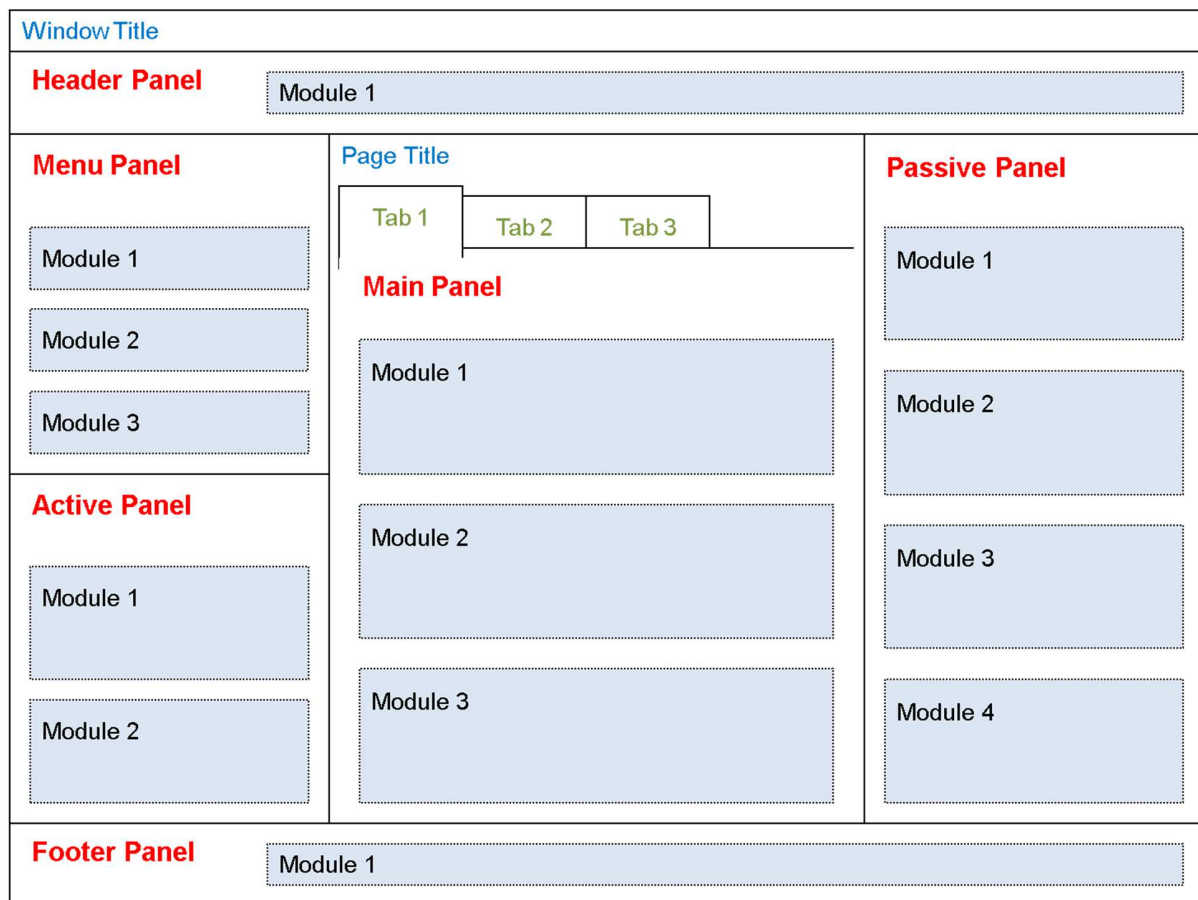 Window Title
Header Panel
Module 1
Menu Panel
Module 1
Module 2
Module 3
Active Panel
Module 1
Module 2
Page Title
Tab 1
Tab 2
Tab 3
Main Panel
Module 1
Module 2
Module 3
Passive Panel
Module 1
Module 2
Module 3
Module 4
Footer Panel
Module 1